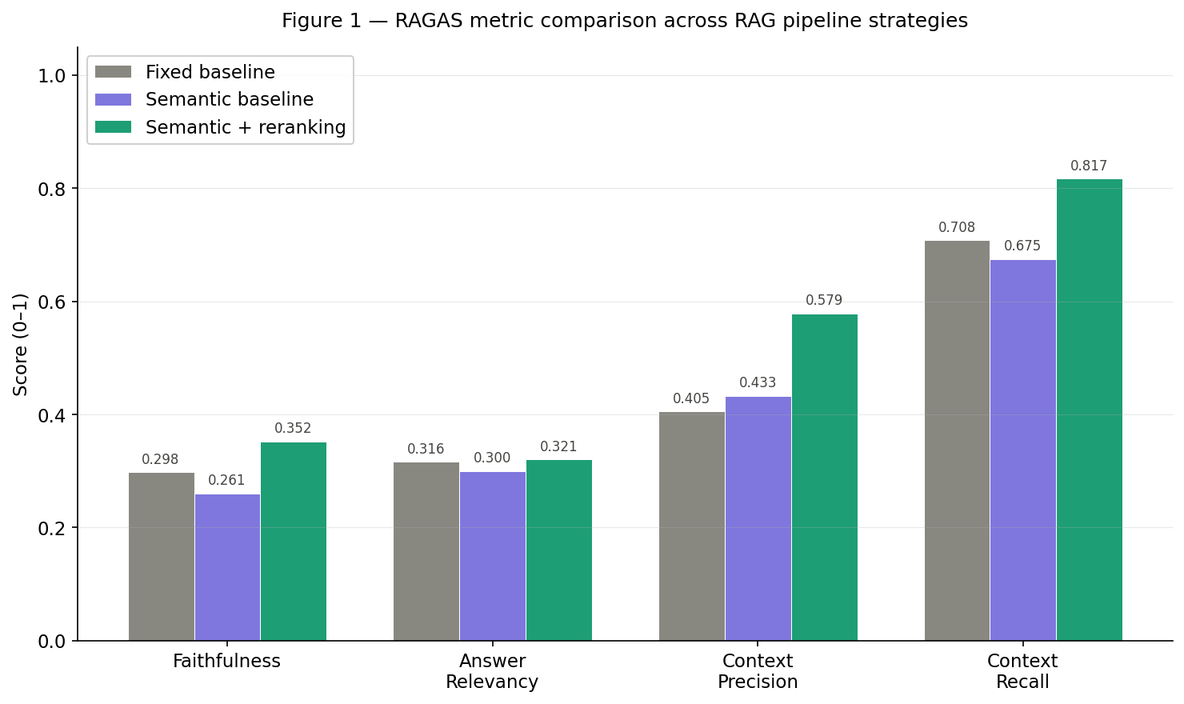 Figure 1 — RAGAS metric comparison across RAG pipeline strategies
Fixed baseline
Semantic baseline
Semantic + reranking
Score (0–1)
1.0
0.8
0.6
0.4
0.2
0.0
0.298
0.261
0.352
0.316
0.300
0.321
0.405
0.433
0.579
0.708
0.675
0.817
Faithfulness
Answer
Relevancy
Context
Precision
Context
Recall